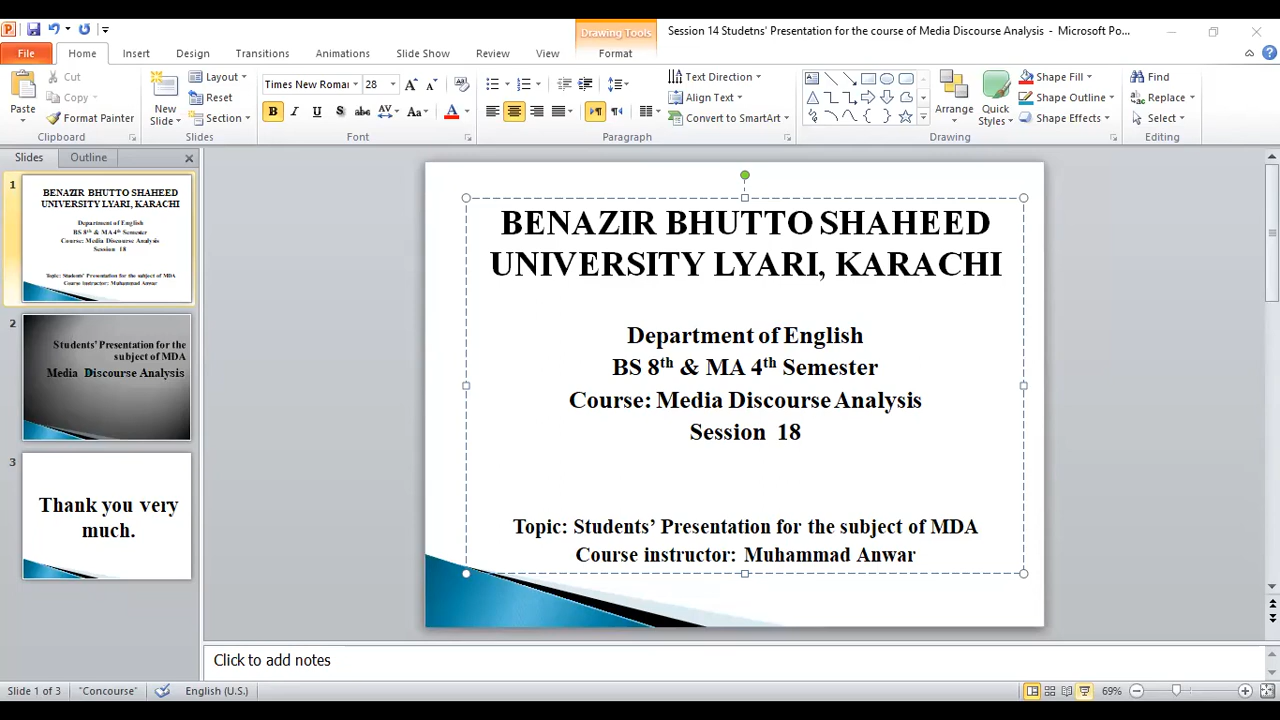 Drawing Tools
Session 14 Studetns' Presentation for the course of Media Discourse Analysis - Microsoft Po...
File Home Insert Design Transitions Animations Slide Show Review View Format
Paste
Cut
Copy
Format Painter
Clipboard
New Slide
Layout
Reset
Section
Slides
Times New Romar 28
B I U S abc AV Aa A
Font
Text Direction
Align Text
Convert to SmartArt
Paragraph
Arrange
Quick Styles
Shape Fill
Shape Outline
Shape Effects
Drawing
Find
Replace
Select
Editing
Slides Outline
1
BENAZIR BHUTTO SHAHEED
UNIVERSITY LYARI, KARACHI
Department of English
BS 8th & MA 4th Semester
Course: Media Discourse Analysis
Session 18
Topic: Students' Presentation for the subject of MDA
Course instructor: Muhammad Anwar
2
Students' Presentation for the
subject of MDA
Media Discourse Analysis
3
Thank you very
much.
BENAZIR BHUTTO SHAHEED
UNIVERSITY LYARI, KARACHI
Department of English
BS 8th & MA 4th Semester
Course: Media Discourse Analysis
Session 18
Topic: Students’ Presentation for the subject of MDA
Course instructor: Muhammad Anwar
Click to add notes
Slide 1 of 3 "Concourse" English (U.S.) 69%